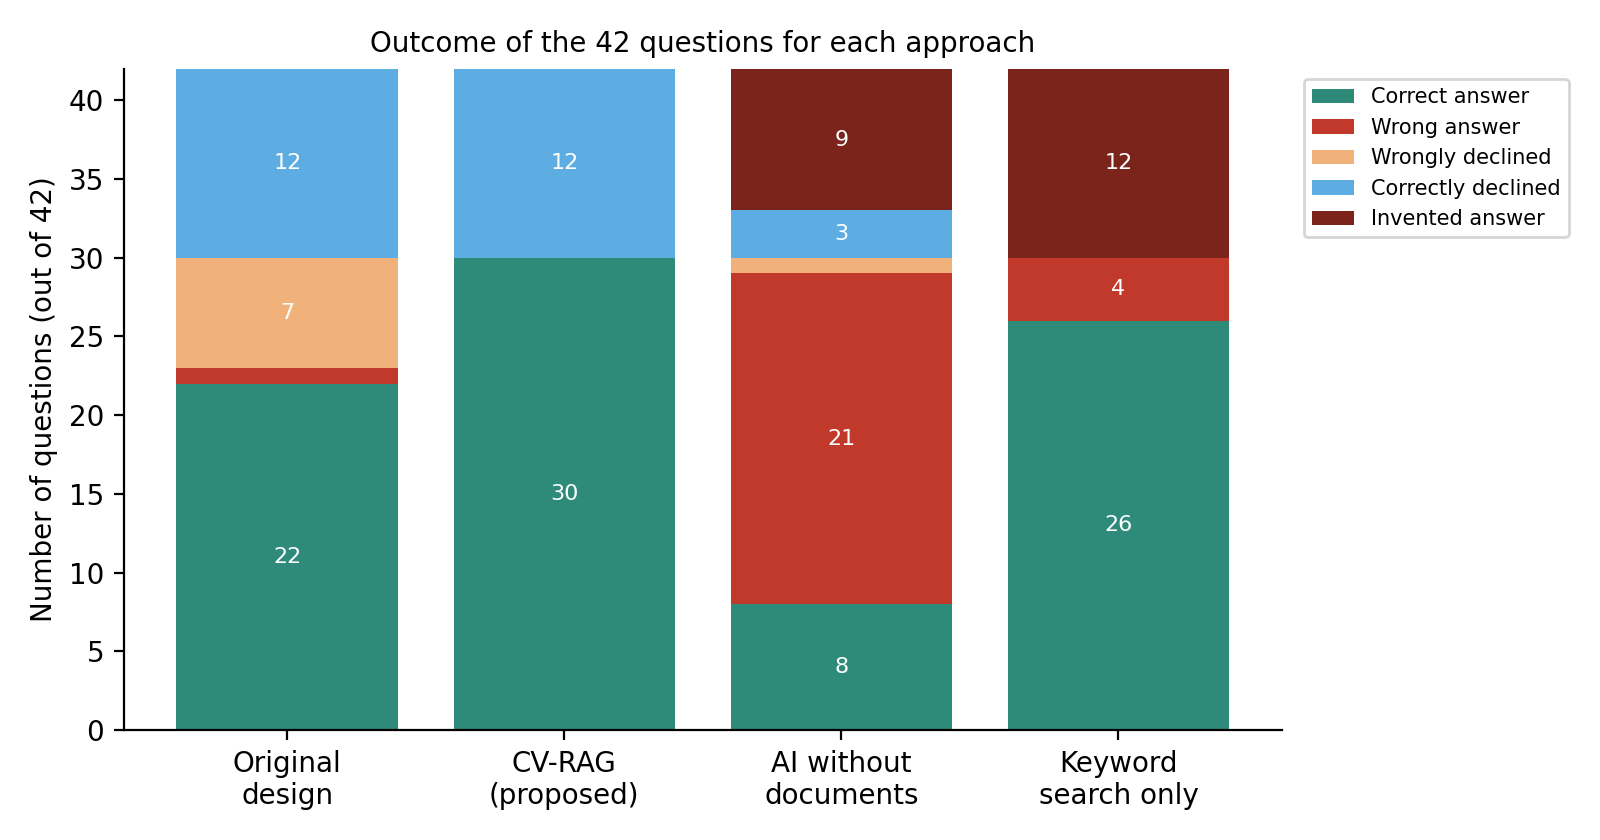 Outcome of the 42 questions for each approach
Number of questions (out of 42)
40
35
30
25
20
15
10
5
0
12
7
22
12
30
9
3
21
8
12
4
26
Original
design
CV-RAG
(proposed)
AI without
documents
Keyword
search only
Correct answer
Wrong answer
Wrongly declined
Correctly declined
Invented answer